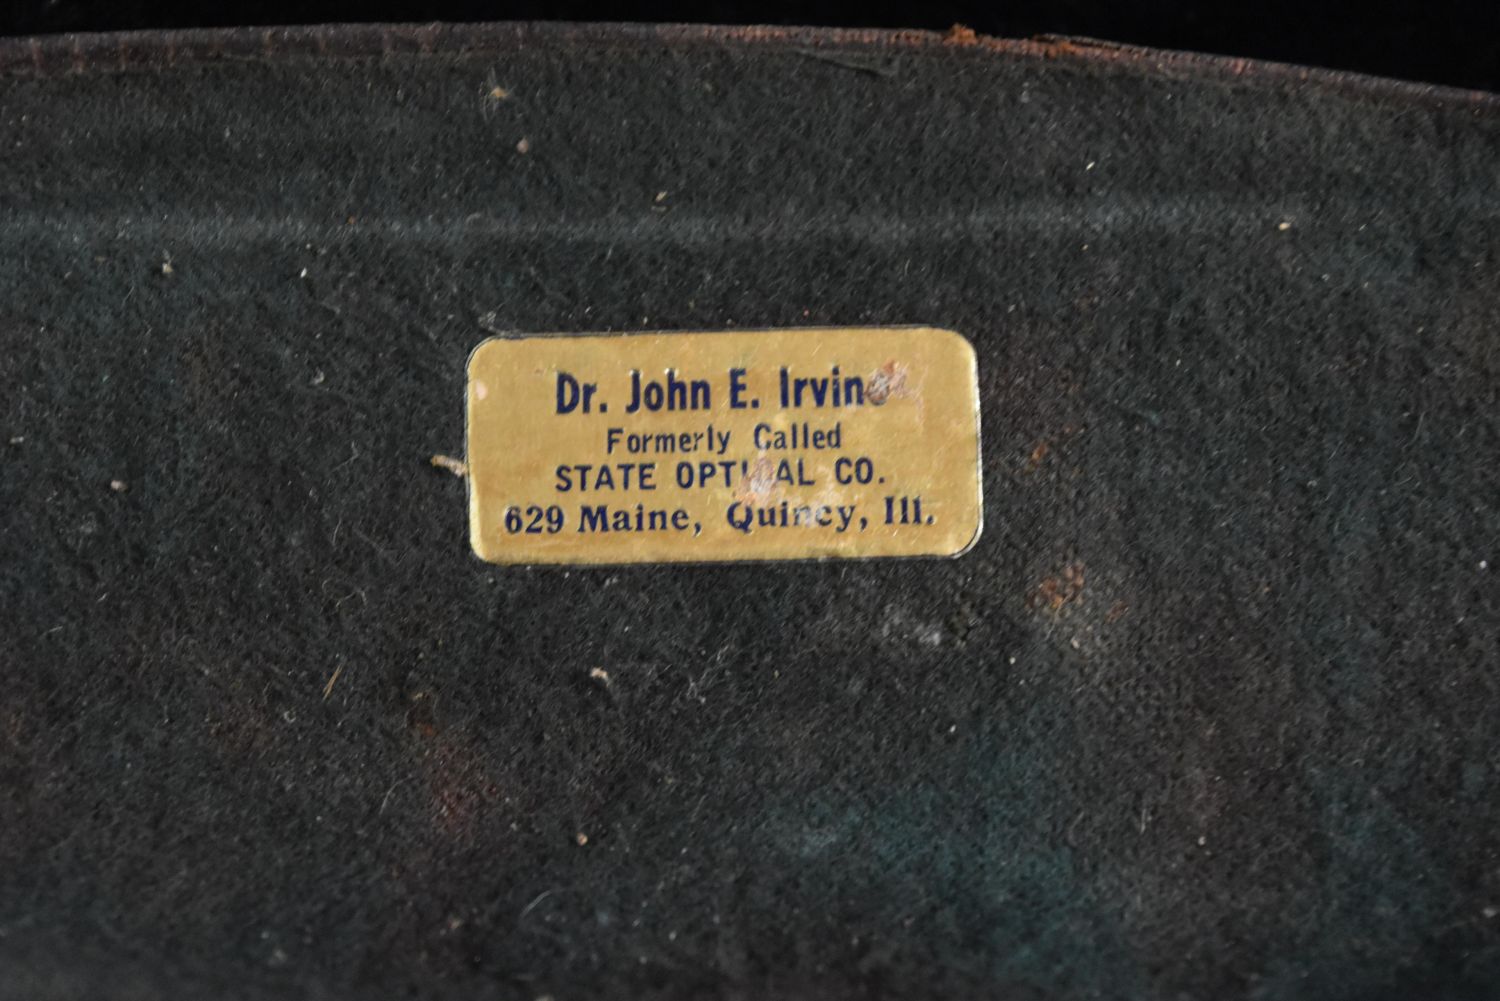 Dr. John E. Irvine
Formerly Called
STATE OPTICAL CO.
629 Maine, Quincy, Ill.